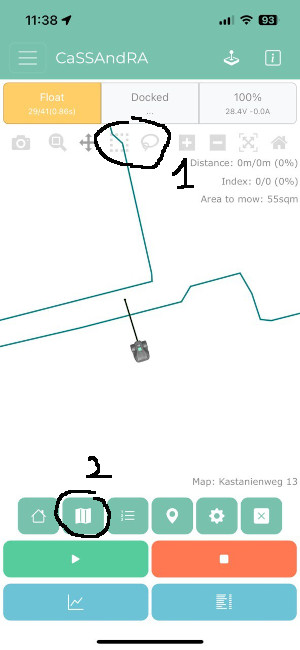 11:38
93
CaSSAndRA
Float
29/41(0.86s)
Docked
...
100%
28.4V -0.0A
1
Distance: 0m/0m (0%)
Index: 0/0 (0%)
Area to mow: 55sqm
2
Map: Kastanienweg 13